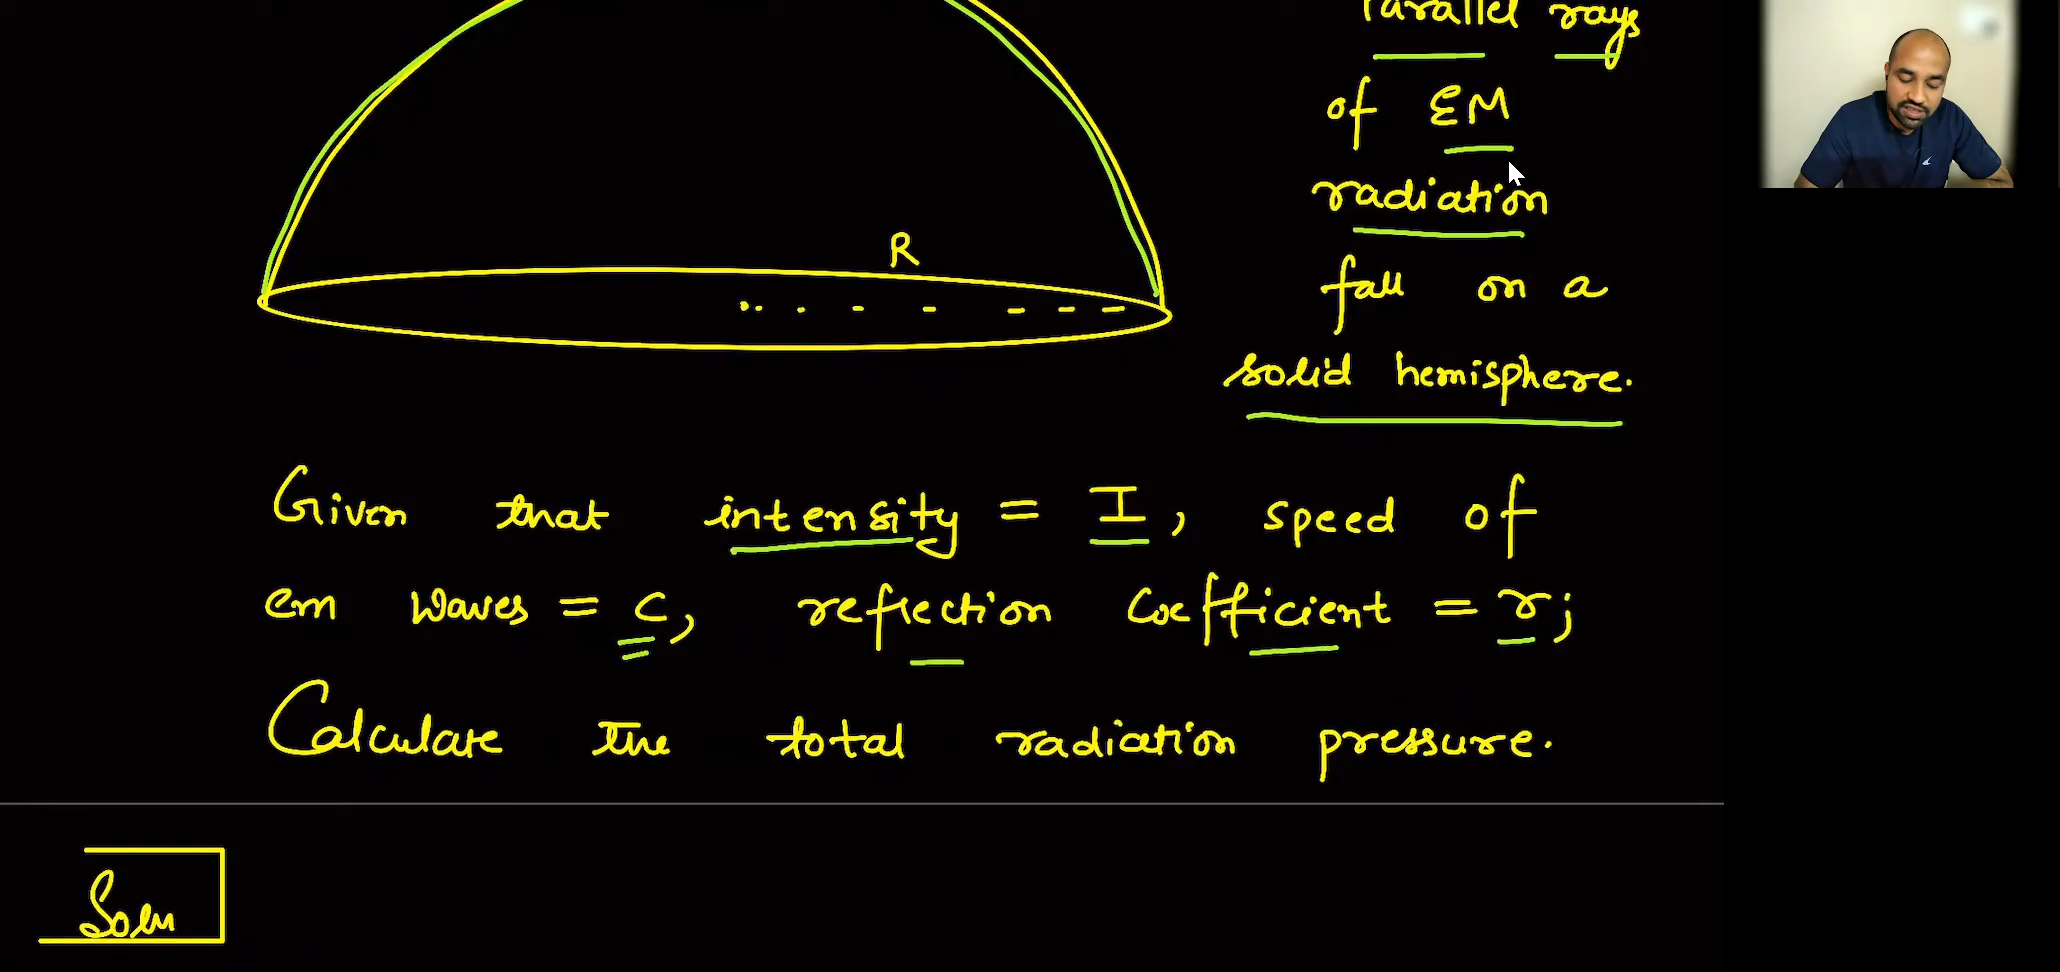 Parallel rays
of EM
radiation
R
fall on a
solid hemisphere.
Given that intensity = I, speed of
em waves = c, reflection coefficient = r;
Calculate the total radiation pressure.
Soln